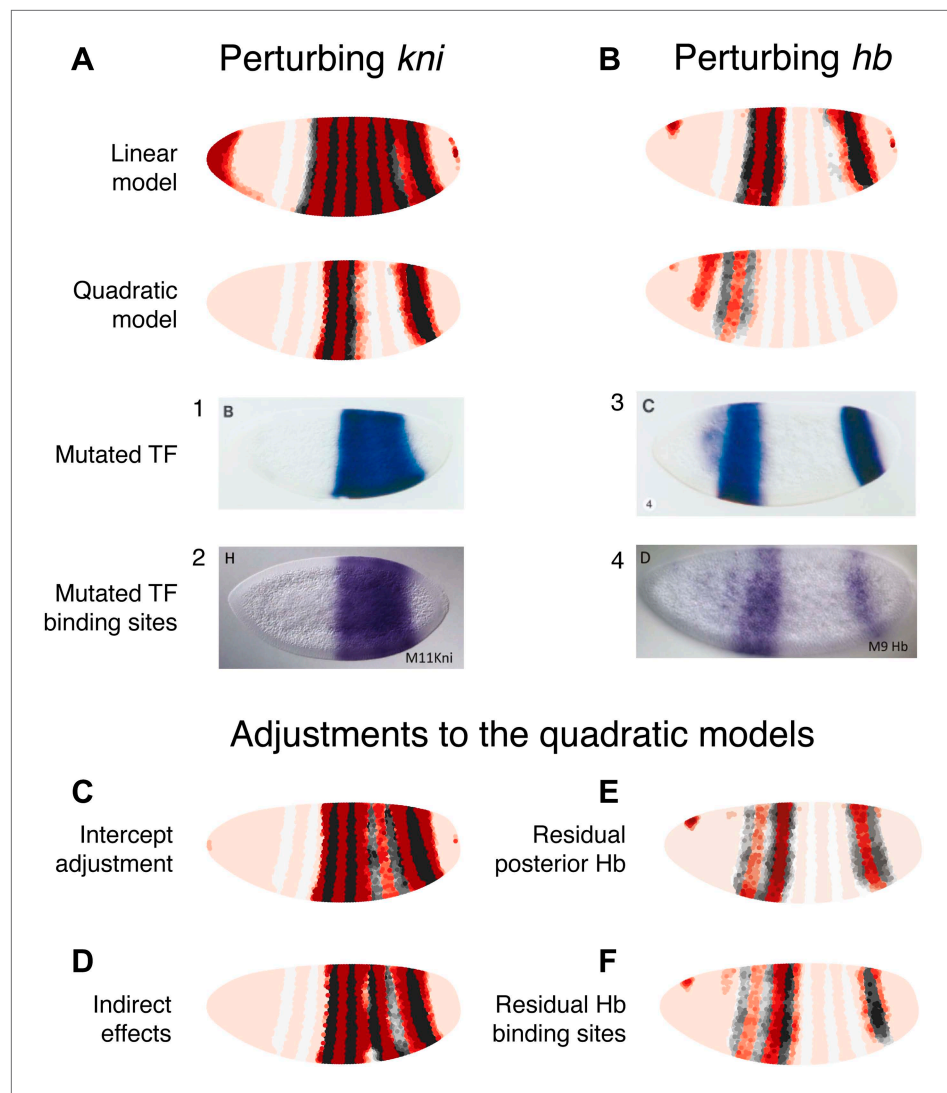 A Perturbing kni
B Perturbing hb
Linear
model
Quadratic
model
1 B
3 C
Mutated TF
4
2 H
4 D
Mutated TF
binding sites
M11Kni
M9 Hb
Adjustments to the quadratic models
C
Intercept
adjustment
E
Residual
posterior Hb
D
Indirect
effects
F
Residual Hb
binding sites